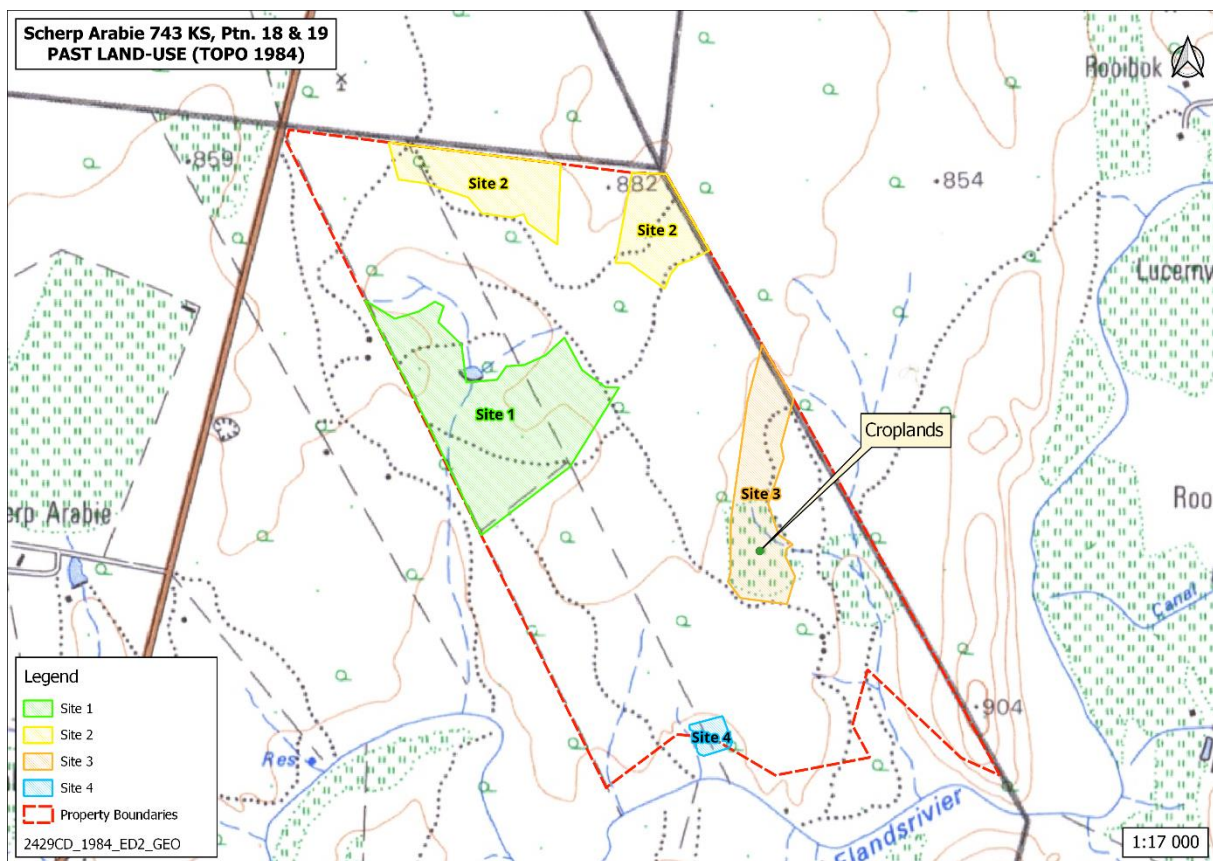 Scherp Arabie 743 KS, Ptn. 18 & 19
PAST LAND-USE (TOPO 1984)
Rooibok
859
882
854
Site 2
Site 2
Lucernv
Site 1
Croplands
Site 3
erp Arabie
Roo
Canal
904
Site 4
Res
Elandsrivier
Legend
Site 1
Site 2
Site 3
Site 4
Property Boundaries
2429CD_1984_ED2_GEO
1:17 000